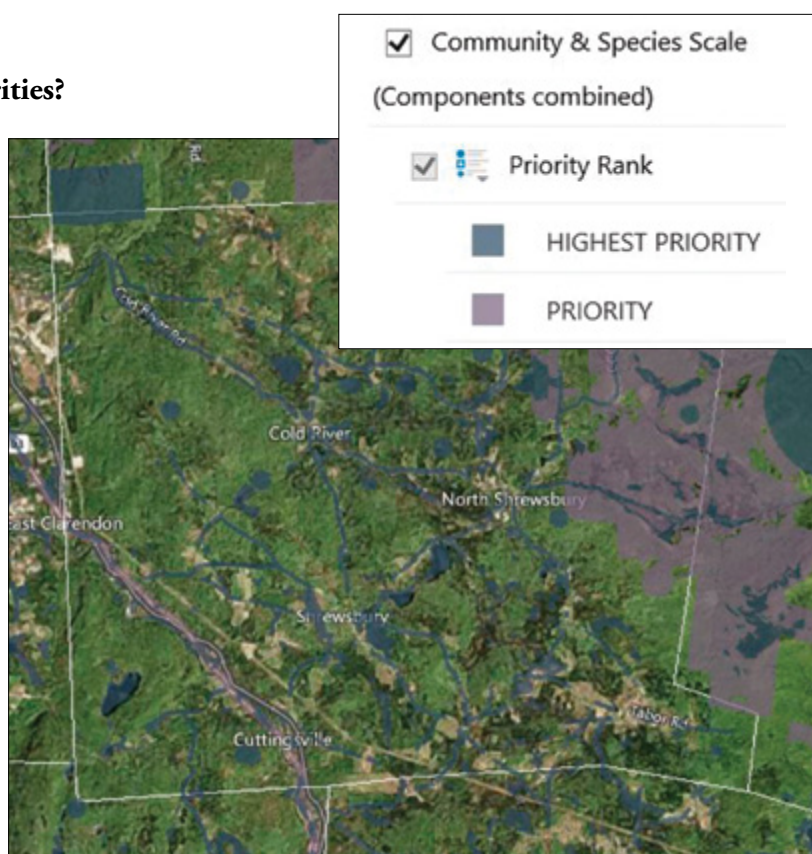 ities?
Community & Species Scale
(Components combined)
Priority Rank
HIGHEST PRIORITY
PRIORITY
Rd
Cold River Rd
Cold River
North Shrewsbury
East Clarendon
Shrewsbury
Tabor Rd
Cuttingsville